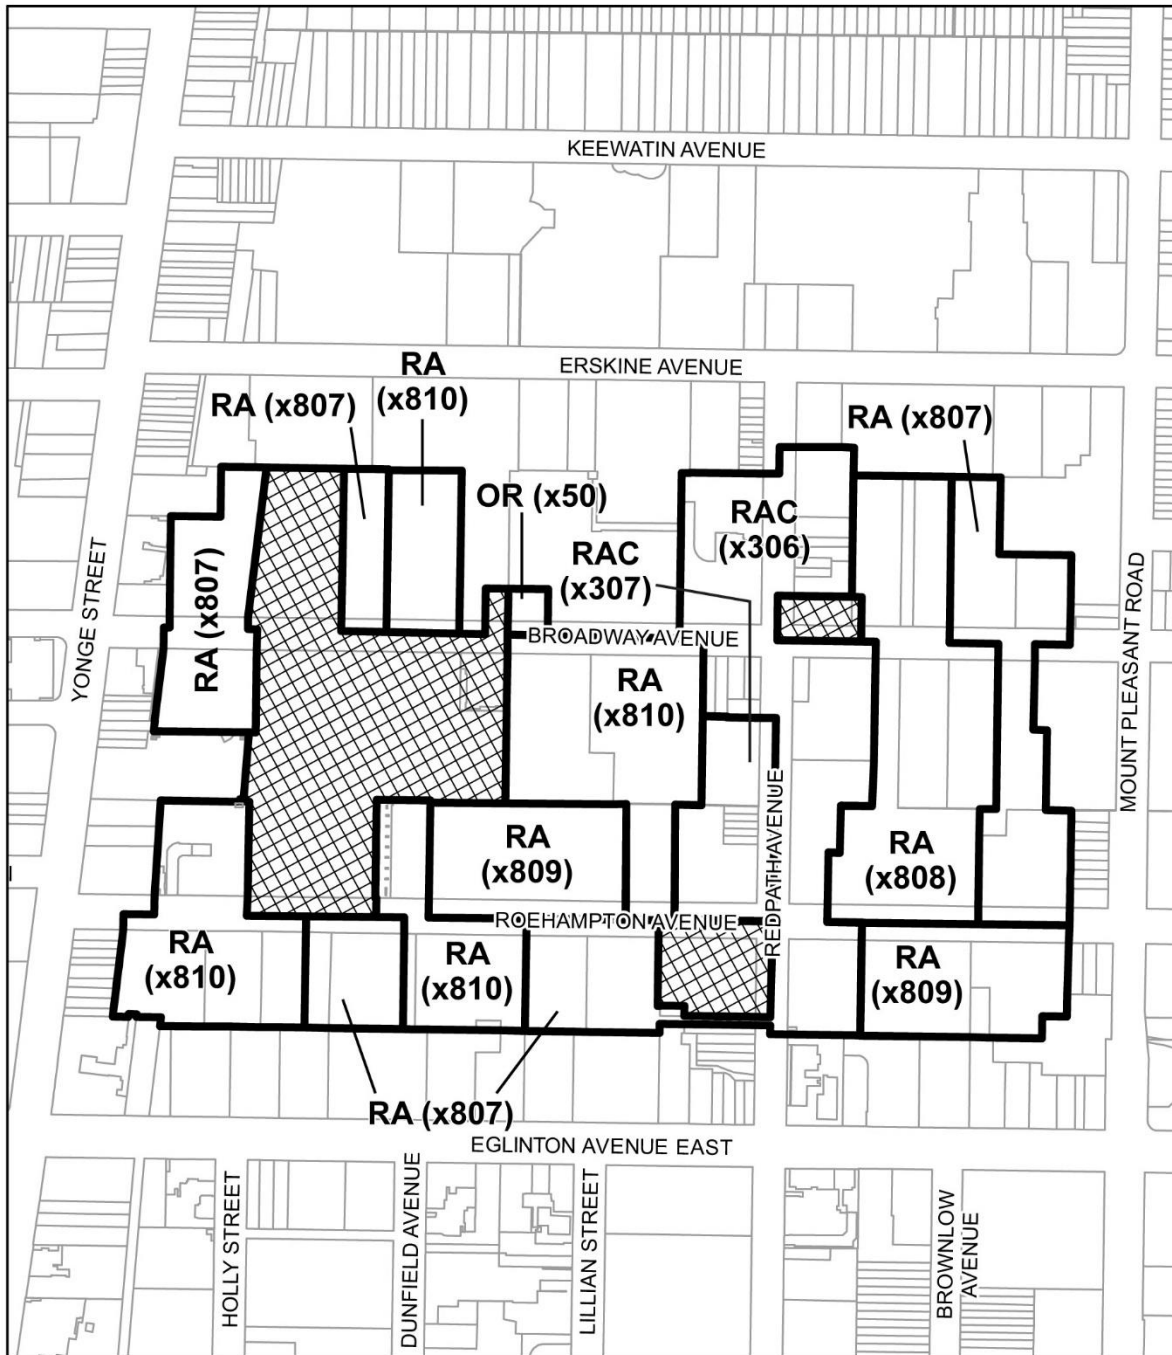 KEEWATIN AVENUE
ERSKINE AVENUE
RA
(x810)
RA (x807)
RA (x807)
OR (x50)
RAC
(x306)
RAC
(x307)
RA (x807)
YONGE STREET
BROADWAY AVENUE
MOUNT PLEASANT ROAD
RA
(x810)
REDPATH AVENUE
RA
(x809)
RA
(x808)
ROEHAMPTON AVENUE
RA
(x810)
RA
(x810)
RA
(x809)
RA (x807)
EGLINTON AVENUE EAST
HOLLY STREET
DUNFIELD AVENUE
LILLIAN STREET
BROWNLOW
AVENUE